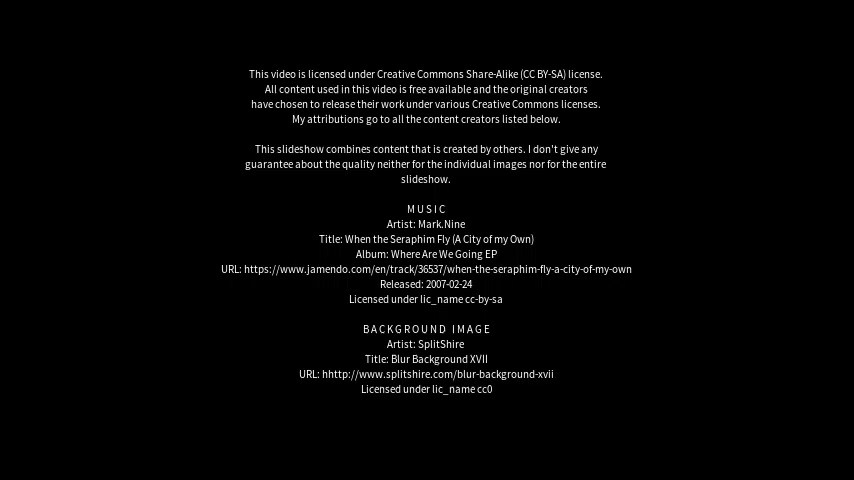 This video is licensed under Creative Commons Share-Alike (CC BY-SA) license.
All content used in this video is free available and the original creators
have chosen to release their work under various Creative Commons licenses.
My attributions go to all the content creators listed below.
This slideshow combines content that is created by others. I don't give any
guarantee about the quality neither for the individual images nor for the entire
slideshow.
M U S I C
Artist: Mark.Nine
Title: When the Seraphim Fly (A City of my Own)
Album: Where Are We Going EP
URL: https://www.jamendo.com/en/track/36537/when-the-seraphim-fly-a-city-of-my-own
Released: 2007-02-24
Licensed under lic_name cc-by-sa
B A C K G R O U N D   I M A G E
Artist: SplitShire
Title: Blur Background XVII
URL: hhttp://www.splitshire.com/blur-background-xvii
Licensed under lic_name cc0